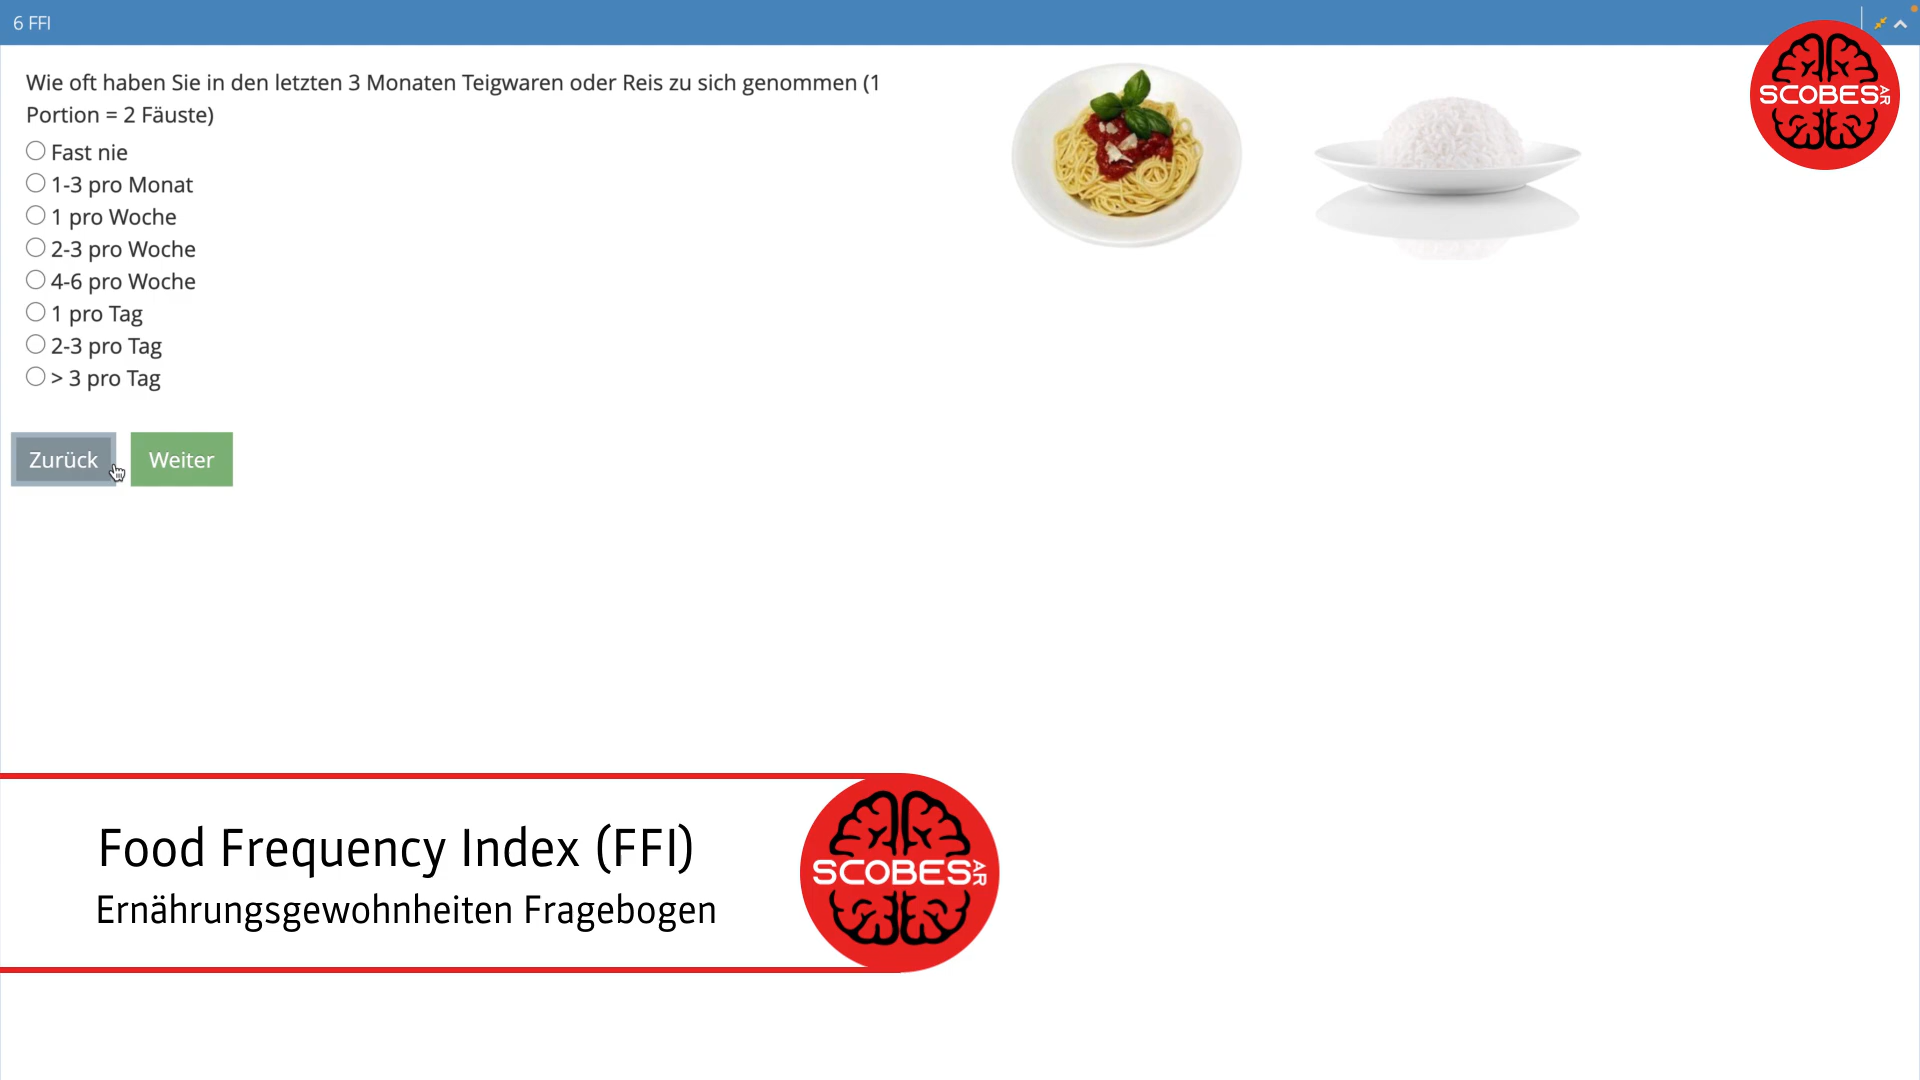 6 FFI
Wie oft haben Sie in den letzten 3 Monaten Teigwaren oder Reis zu sich genommen (1
Portion = 2 Fäuste)
Fast nie
1-3 pro Monat
1 pro Woche
2-3 pro Woche
4-6 pro Woche
1 pro Tag
2-3 pro Tag
> 3 pro Tag
Zurück
Weiter
SCOBES AR
Food Frequency Index (FFI)
Ernährungsgewohnheiten Fragebogen
SCOBES AR